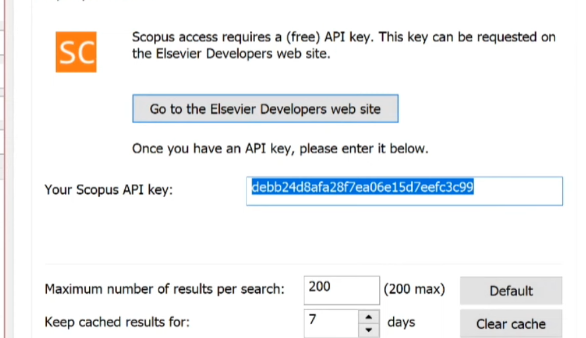 SC
Scopus access requires a (free) API key. This key can be requested on
the Elsevier Developers web site.
Go to the Elsevier Developers web site
Once you have an API key, please enter it below.
Your Scopus API key: debb24d8afa28f7ea06e15d7eefc3c99
Maximum number of results per search: 200 (200 max) Default
Keep cached results for: 7 days Clear cache